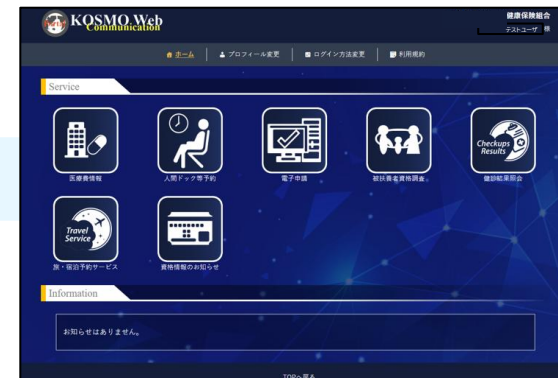 KOSMO Web
Communication
健康保険組合
テストユーザ 様
ホーム
プロフィール変更
ログイン方法変更
利用規約
Service
医療費情報
人間ドック等予約
電子申請
被扶養者資格調査。
Checkups
Results
健診結果照会
Travel
Service
旅・宿泊予約サービス
資格情報のお知らせ
Information
お知らせはありません。
TOPへ戻る